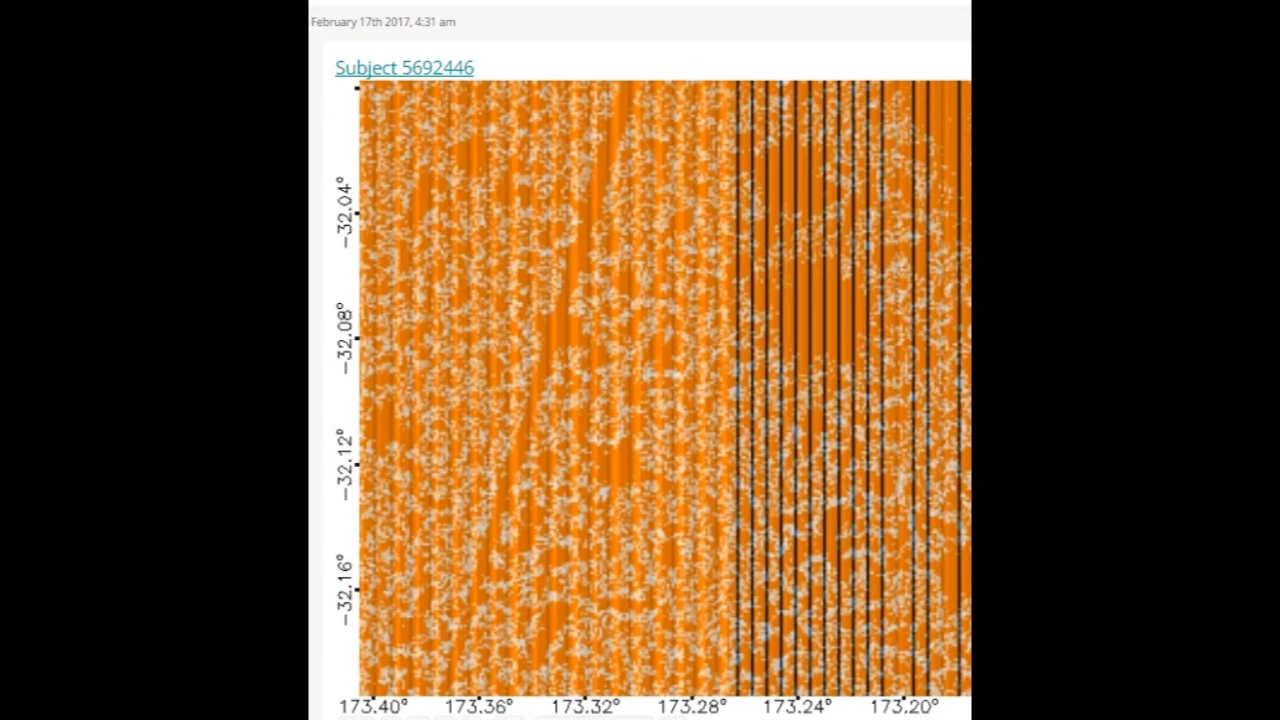 February 17th 2017, 4:31 am
Subject 5692446
−32.04°
−32.08°
−32.12°
−32.16°
173.40° 173.36° 173.32° 173.28° 173.24° 173.20°